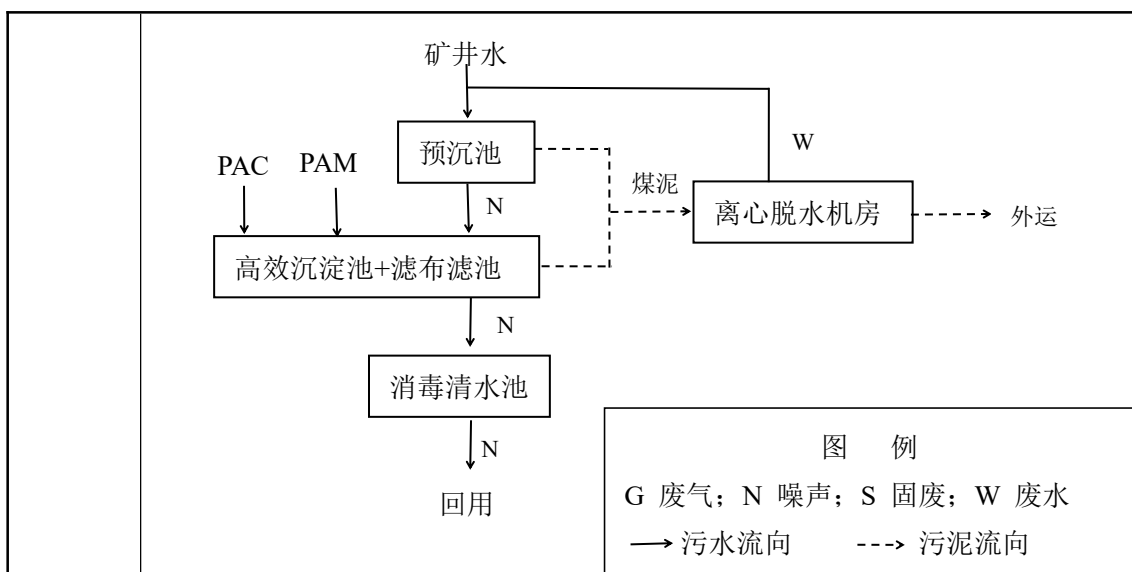 矿井水
预沉池
W
PAC
PAM
N
煤泥
离心脱水机房
外运
高效沉淀池+滤布滤池
N
消毒清水池
N
回用
图 例
G 废气；N 噪声；S 固废；W 废水
污水流向 污泥流向